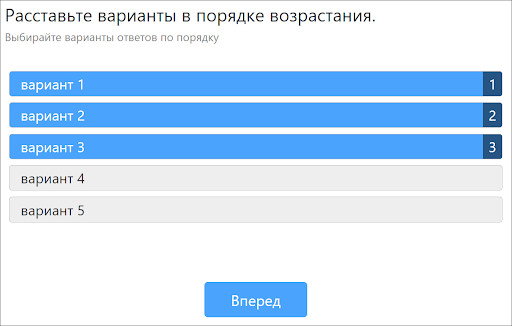 Расставьте варианты в порядке возрастания.
Выбирайте варианты ответов по порядку
вариант 1 1
вариант 2 2
вариант 3 3
вариант 4
вариант 5
Вперед